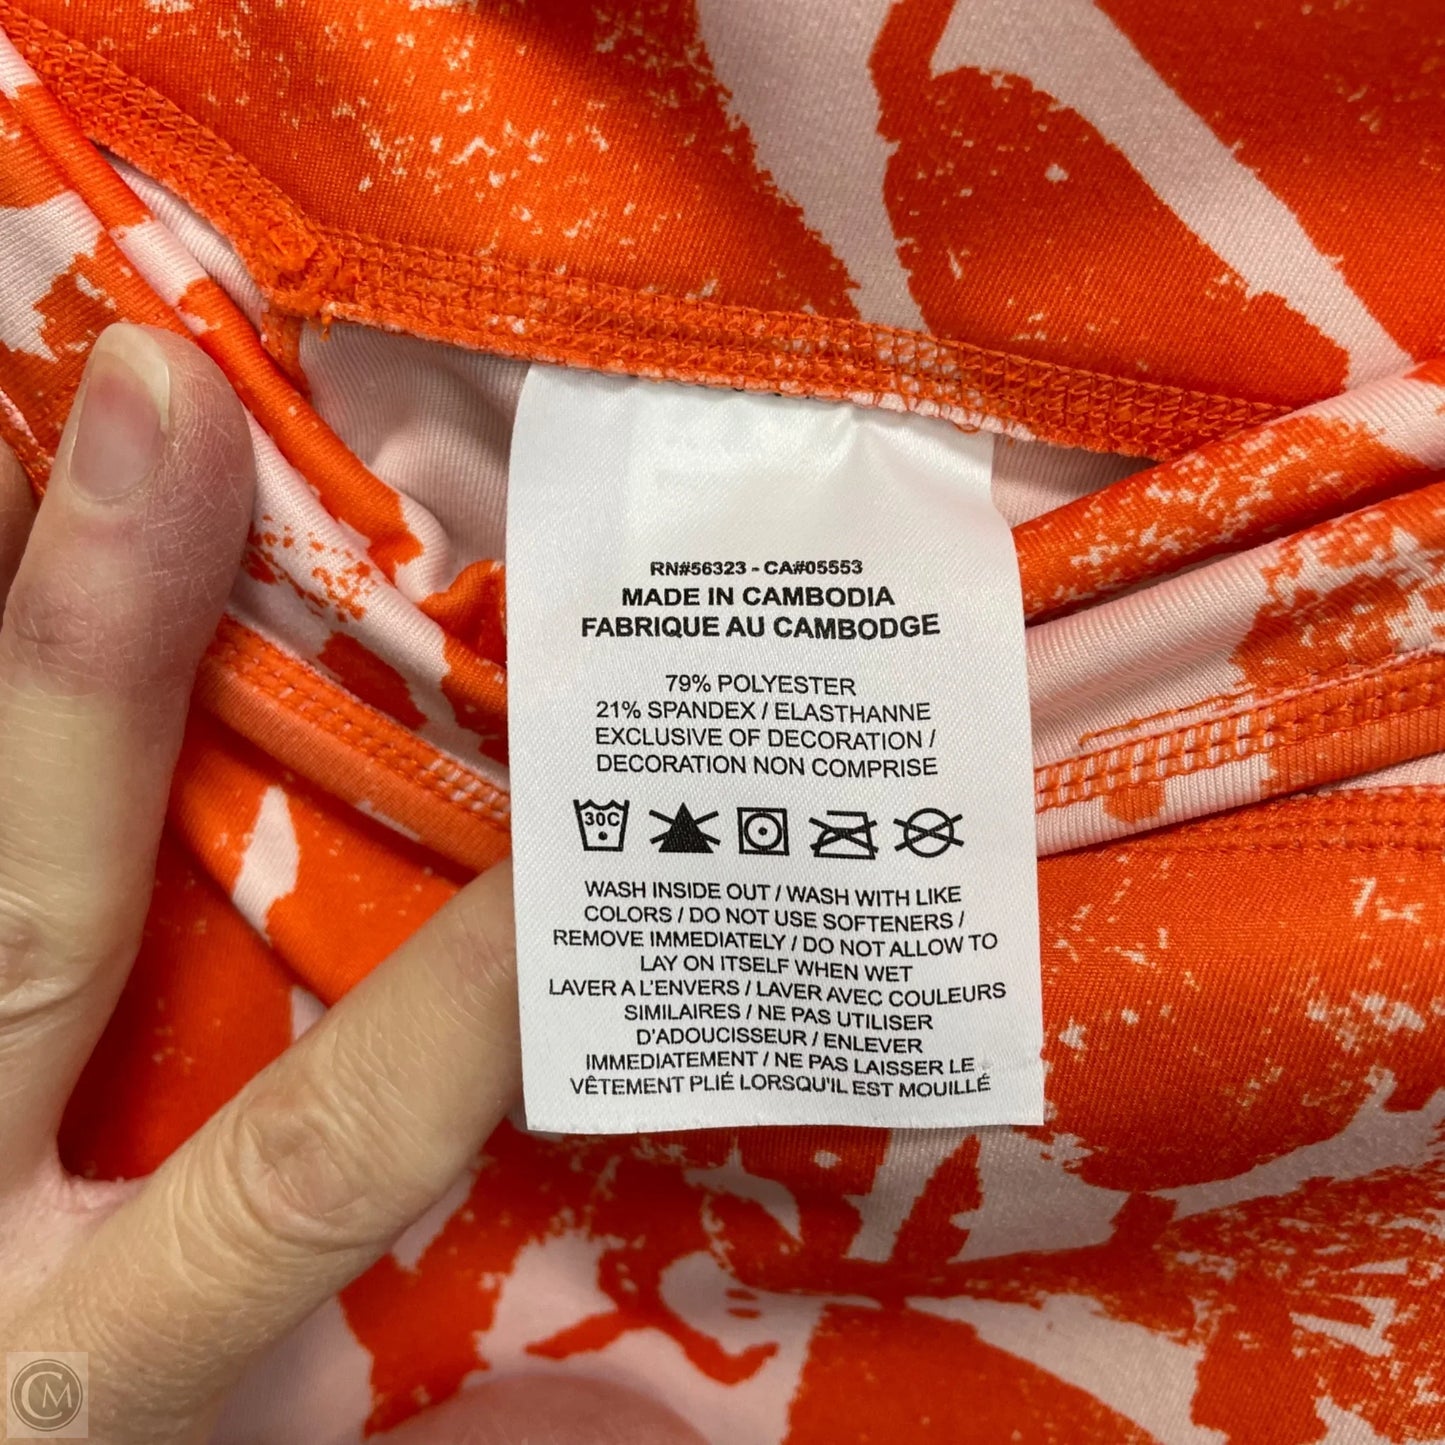 RN#56323 - CA#05553
MADE IN CAMBODIA
FABRIQUE AU CAMBODGE
79% POLYESTER
21% SPANDEX / ELASTHANNE
EXCLUSIVE OF DECORATION /
DECORATION NON COMPRISE
30C
WASH INSIDE OUT / WASH WITH LIKE
COLORS / DO NOT USE SOFTENERS /
REMOVE IMMEDIATELY / DO NOT ALLOW TO
LAY ON ITSELF WHEN WET
LAVER A L'ENVERS / LAVER AVEC COULEURS
SIMILAIRES / NE PAS UTILISER
D'ADOUCISSEUR / ENLEVER
IMMEDIATEMENT / NE PAS LAISSER LE
VÊTEMENT PLIÉ LORSQU'IL EST MOUILLÉ
CM